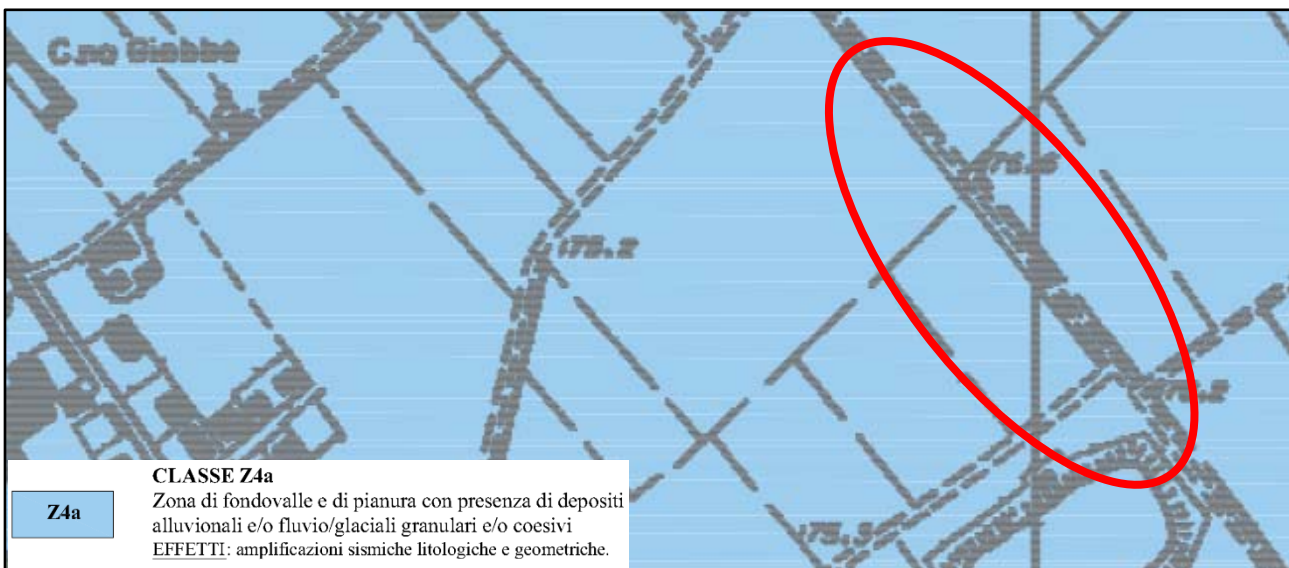 C.na Giobbe
175.2
Z4a
CLASSE Z4a
Zona di fondovalle e di pianura con presenza di depositi
alluvionali e/o fluvio/glaciali granulari e/o coesivi
EFFETTI: amplificazioni sismiche litologiche e geometriche.